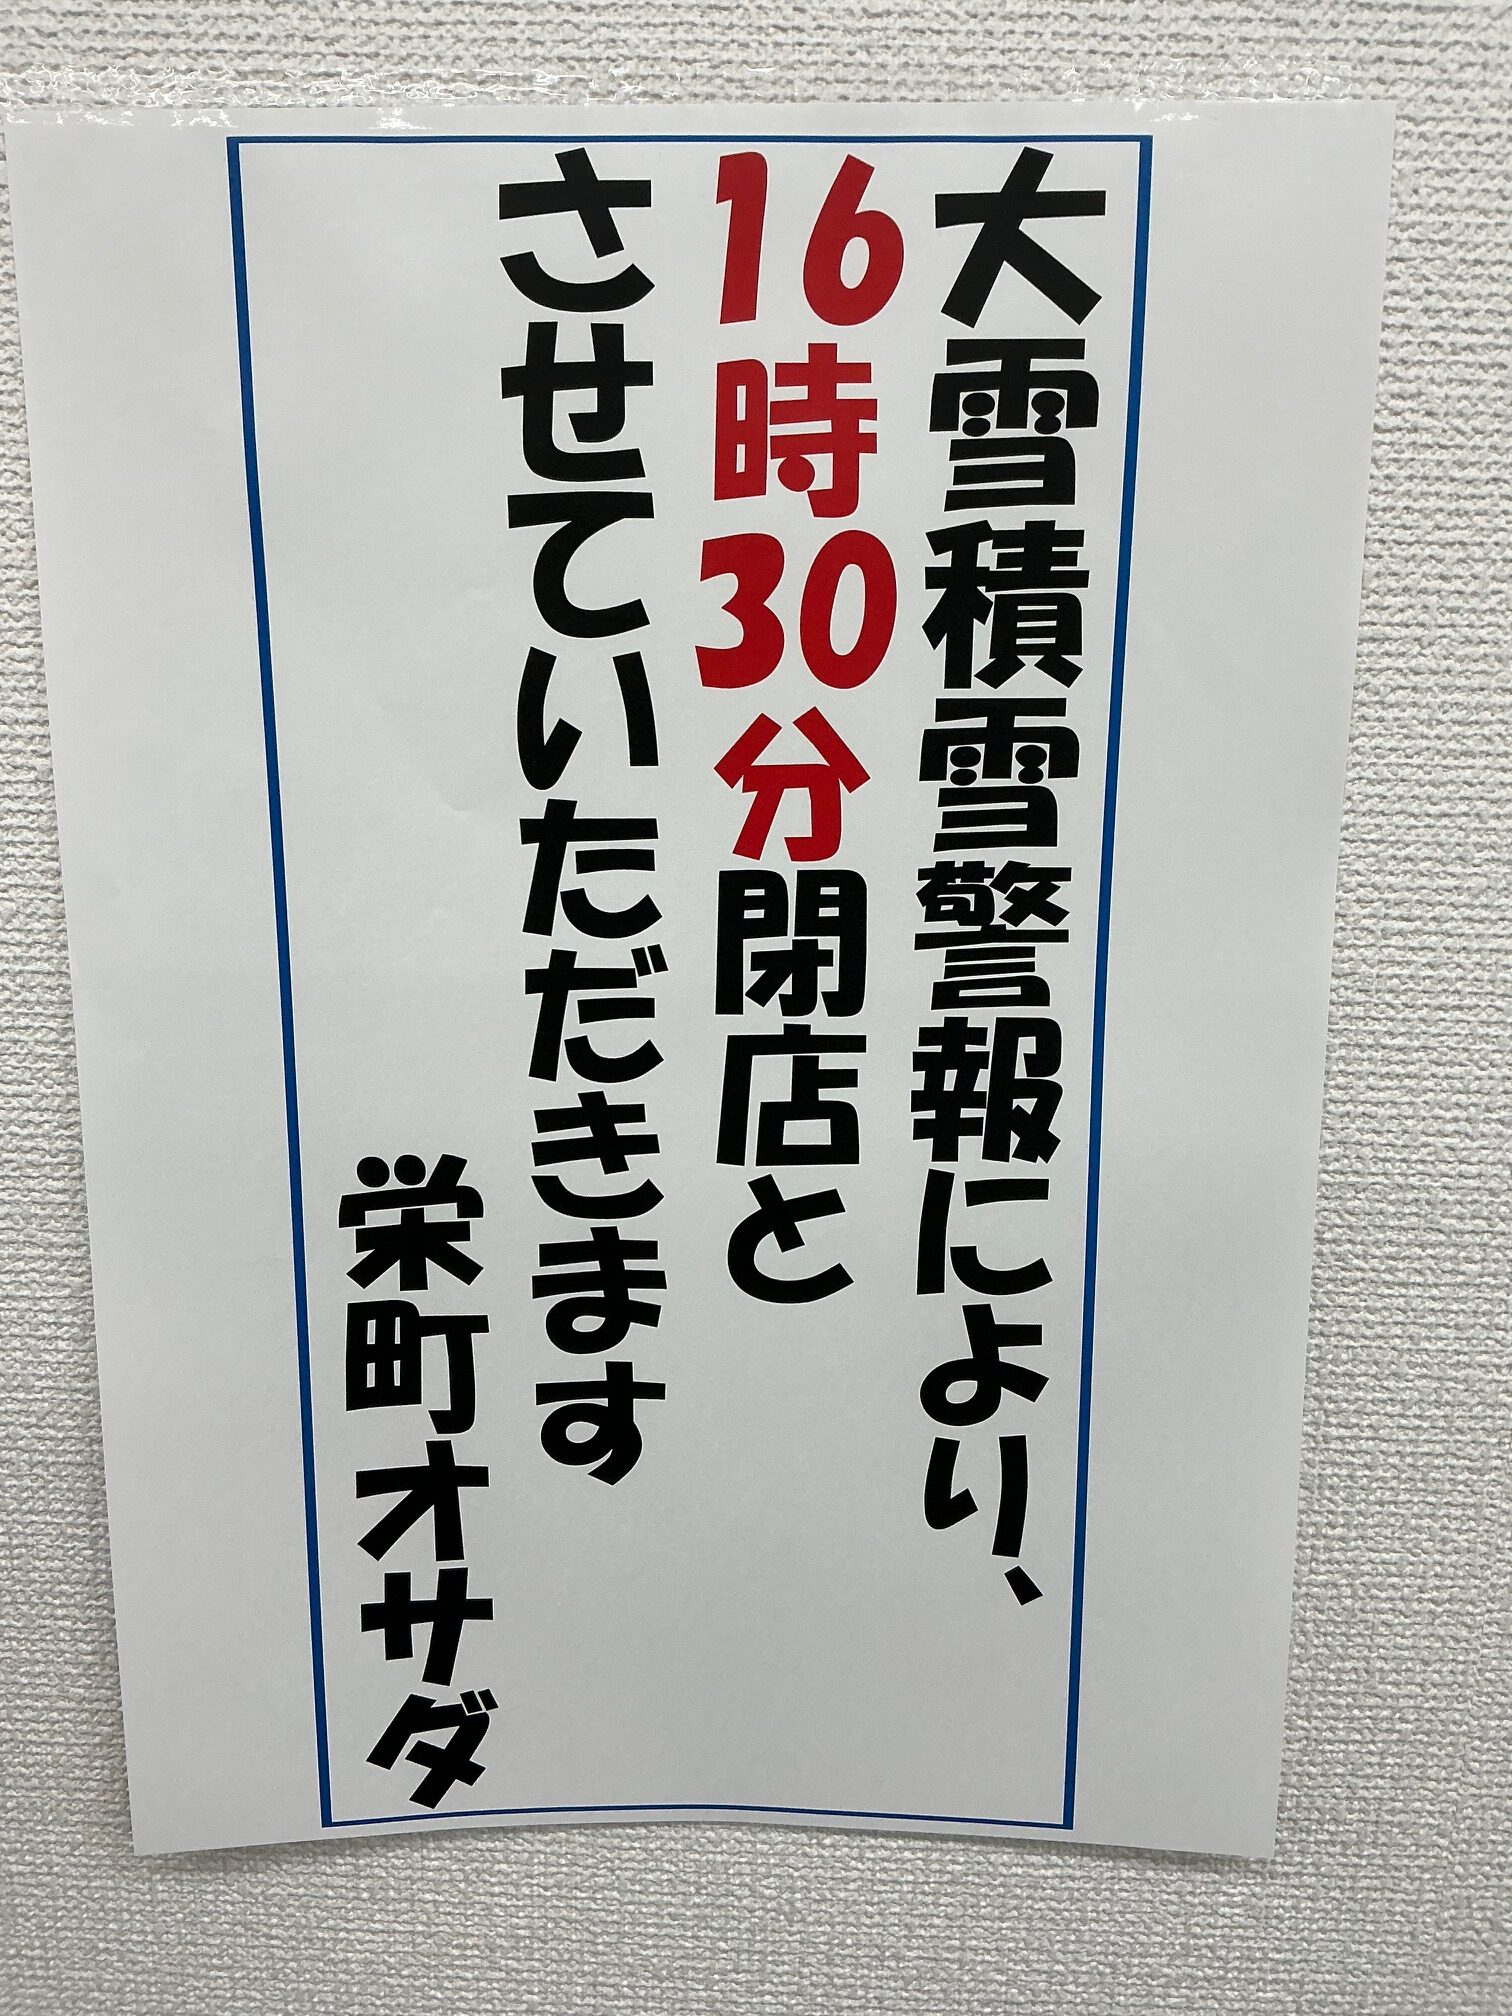 大雪積雪警報により、
16時30分閉店と
させていただきます
栄町オサダ